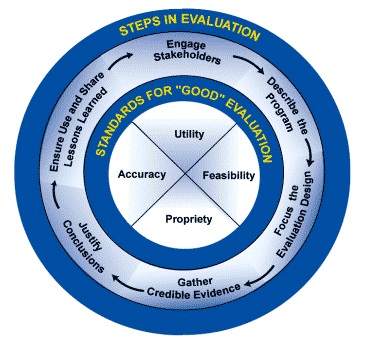 STEPS IN EVALUATION
Engage
Stakeholders
Describe the
Program
Focus the
Evaluation Design
Gather
Credible Evidence
Justify
Conclusions
Ensure Use and Share
Lessons Learned
STANDARDS FOR "GOOD" EVALUATION
Utility
Feasibility
Propriety
Accuracy